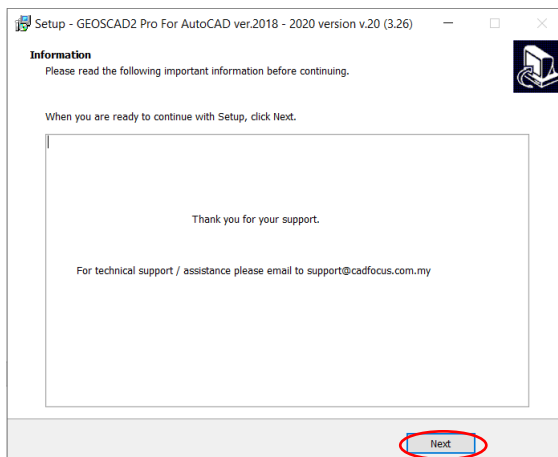 Setup - GEOSCAD2 Pro For AutoCAD ver.2018 - 2020 version v.20 (3.26)
Information
Please read the following important information before continuing.
When you are ready to continue with Setup, click Next.
Thank you for your support.
For technical support / assistance please email to support@cadfocus.com.my
Next